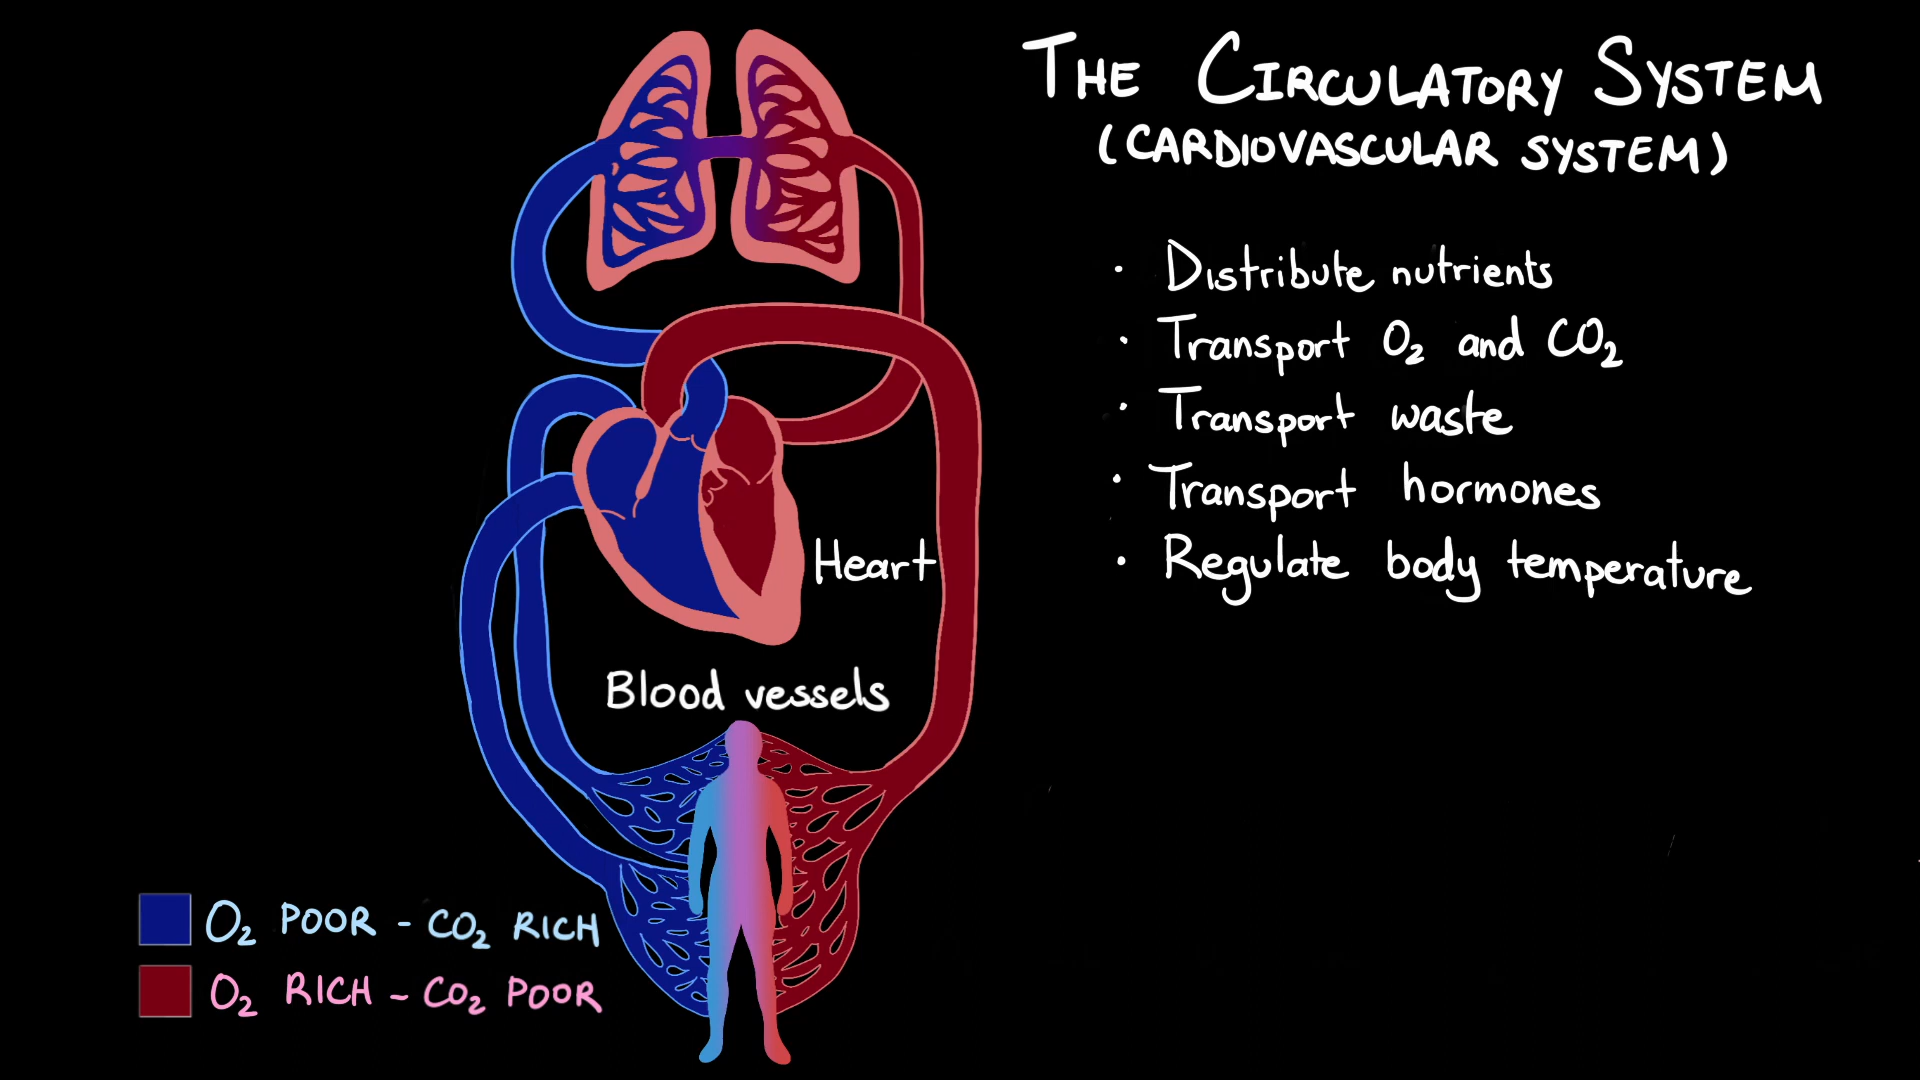 THE CIRCULATORY SYSTEM
(CARDIOVASCULAR SYSTEM)
· Distribute nutrients
· Transport O₂ and CO₂
· Transport waste
· Transport hormones
· Regulate body temperature
Heart
Blood vessels
O₂ POOR - CO₂ RICH
O₂ RICH - CO₂ POOR